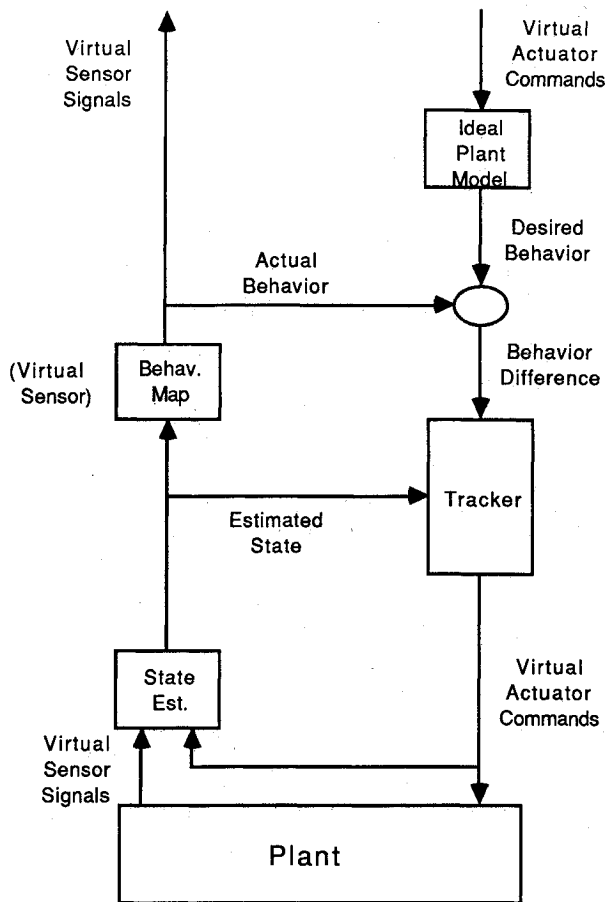 Virtual
Sensor
Signals
Virtual
Actuator
Commands
Ideal
Plant
Model
Desired
Behavior
Actual
Behavior
(Virtual
Sensor)
Behav.
Map
Behavior
Difference
Tracker
Estimated
State
State
Est.
Virtual
Actuator
Commands
Virtual
Sensor
Signals
Plant